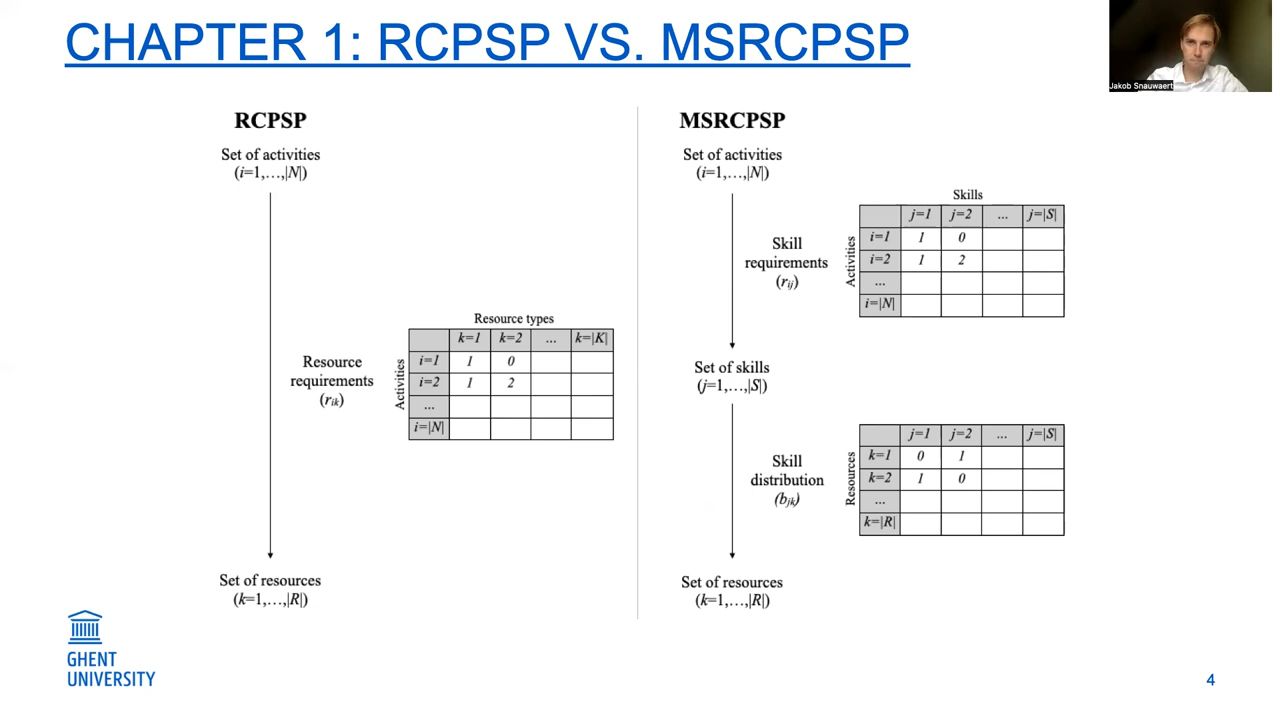 CHAPTER 1: RCPSP VS. MSRCPSP
Jakob Snauwaert
RCPSP
Set of activities
(i=1,…,|N|)
Resource
requirements
(rik)
Resource types
Activities
k=1 k=2 ... k=|K|
i=1 1 0
i=2 1 2
...
i=|N|
Set of resources
(k=1,…,|R|)
MSRCPSP
Set of activities
(i=1,…,|N|)
Skill
requirements
(rij)
Skills
Activities
j=1 j=2 ... j=|S|
i=1 1 0
i=2 1 2
...
i=|N|
Set of skills
(j=1,…,|S|)
Skill
distribution
(bjk)
Resources
j=1 j=2 ... j=|S|
k=1 0 1
k=2 1 0
...
k=|R|
Set of resources
(k=1,…,|R|)
GHENT
UNIVERSITY
4